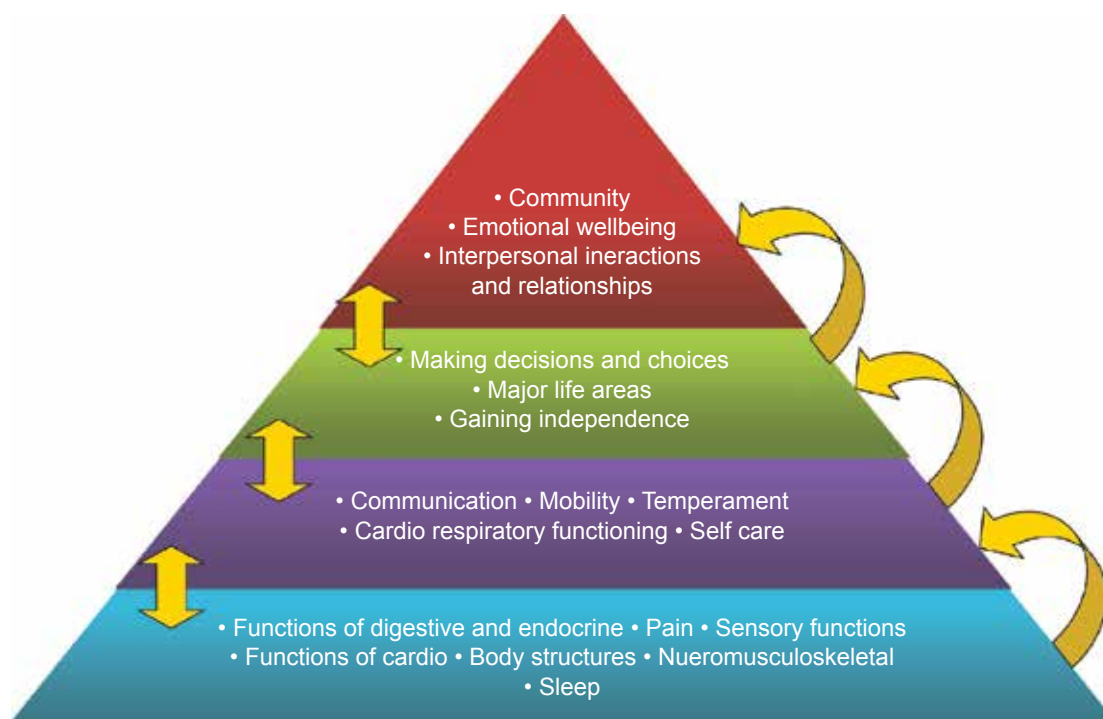 • Community
• Emotional wellbeing
• Interpersonal ineractions
and relationships
• Making decisions and choices
• Major life areas
• Gaining independence
• Communication • Mobility • Temperament
• Cardio respiratory functioning • Self care
• Functions of digestive and endocrine • Pain • Sensory functions
• Functions of cardio • Body structures • Nueromusculoskeletal
• Sleep